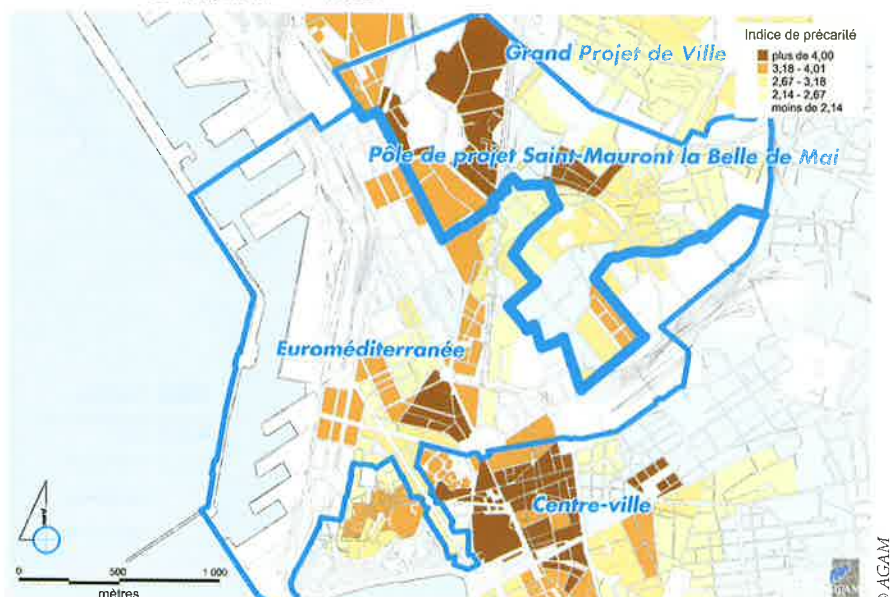 Indice de précarité
plus de 4,00
3,18 - 4,01
2,67 - 3,18
2,14 - 2,67
moins de 2,14
Grand Projet de Ville
Pôle de projet Saint-Mauront la Belle de Mai
Euroméditerranée
Centre-ville
0 500 1 000
mètres
© AGAM